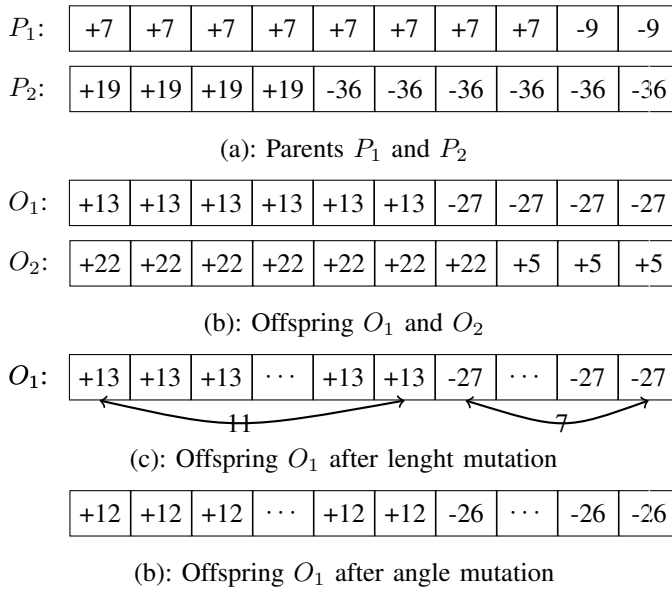 P1: +7 +7 +7 +7 +7 +7 +7 +7 -9 -9
P2: +19 +19 +19 +19 -36 -36 -36 -36 -36 -36
(a): Parents P1 and P2
O1: +13 +13 +13 +13 +13 +13 -27 -27 -27 -27
O2: +22 +22 +22 +22 +22 +22 +22 +5 +5 +5
(b): Offspring O1 and O2
O1: +13 +13 +13 ··· +13 +13 -27 ··· -27 -27
11 7
(c): Offspring O1 after lenght mutation
+12 +12 +12 ··· +12 +12 -26 ··· -26 -26
(b): Offspring O1 after angle mutation